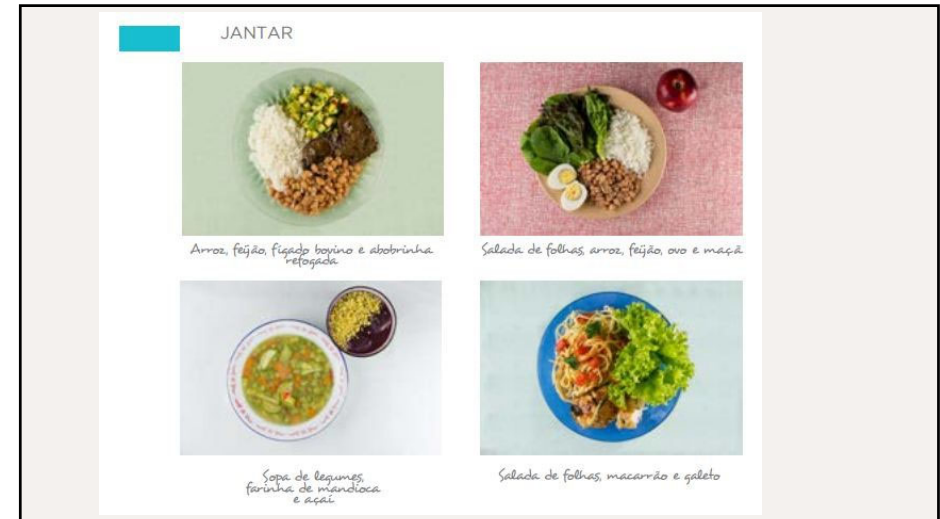 JANTAR
Arroz, feijão, fígado bovino e abobrinha
refogada
Salada de folhas, arroz, feijão, ovo e maçã
Sopa de legumes,
farinha de mandioca
e açaí
Salada de folhas, macarrão e galeto